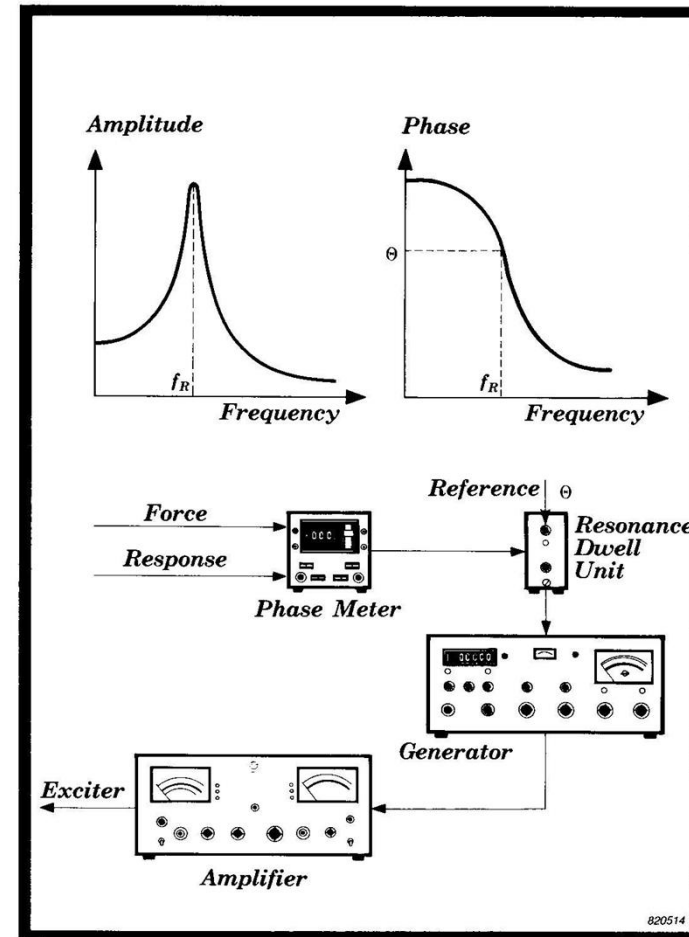 Amplitude
Phase
Θ
f_R
f_R
Frequency
Frequency
Reference Θ
Force
Resonance
Dwell
Unit
Response
Phase Meter
Generator
Exciter
Amplifier
820514